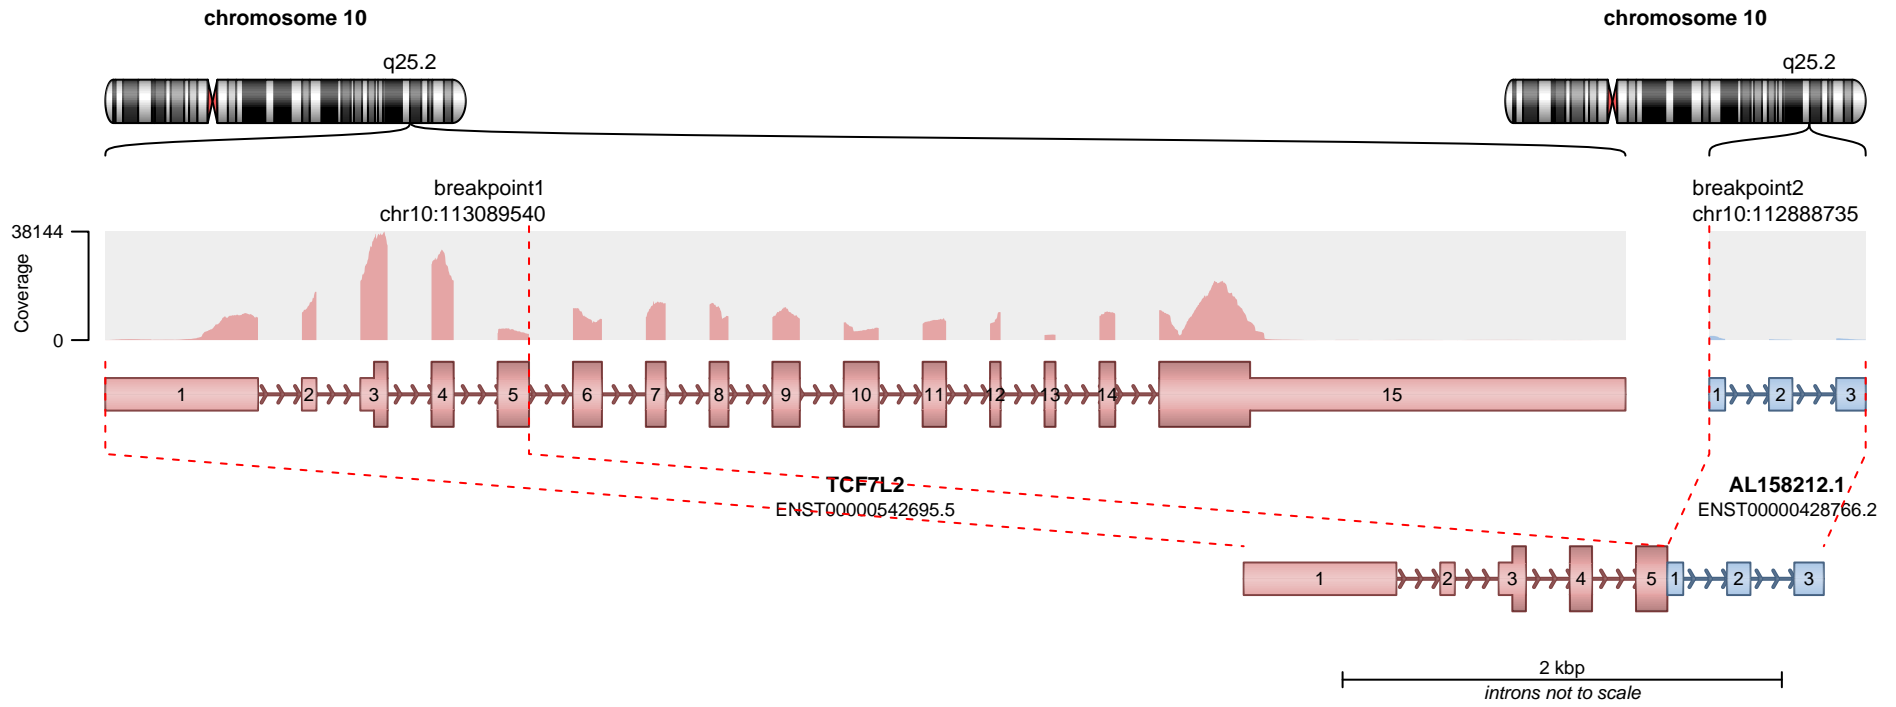 chromosome 10
chromosome 10
q25.2
q25.2
breakpoint1
chr10:113089540
breakpoint2
chr10:112888735
38144
Coverage
0
1 2 3 4 5 6 7 8 9 10 11 12 13 14 15
1 2 3
TCF7L2
ENST00000542695.5
AL158212.1
ENST00000428766.2
1 2 3 4 5 1 2 3
2 kbp
introns not to scale